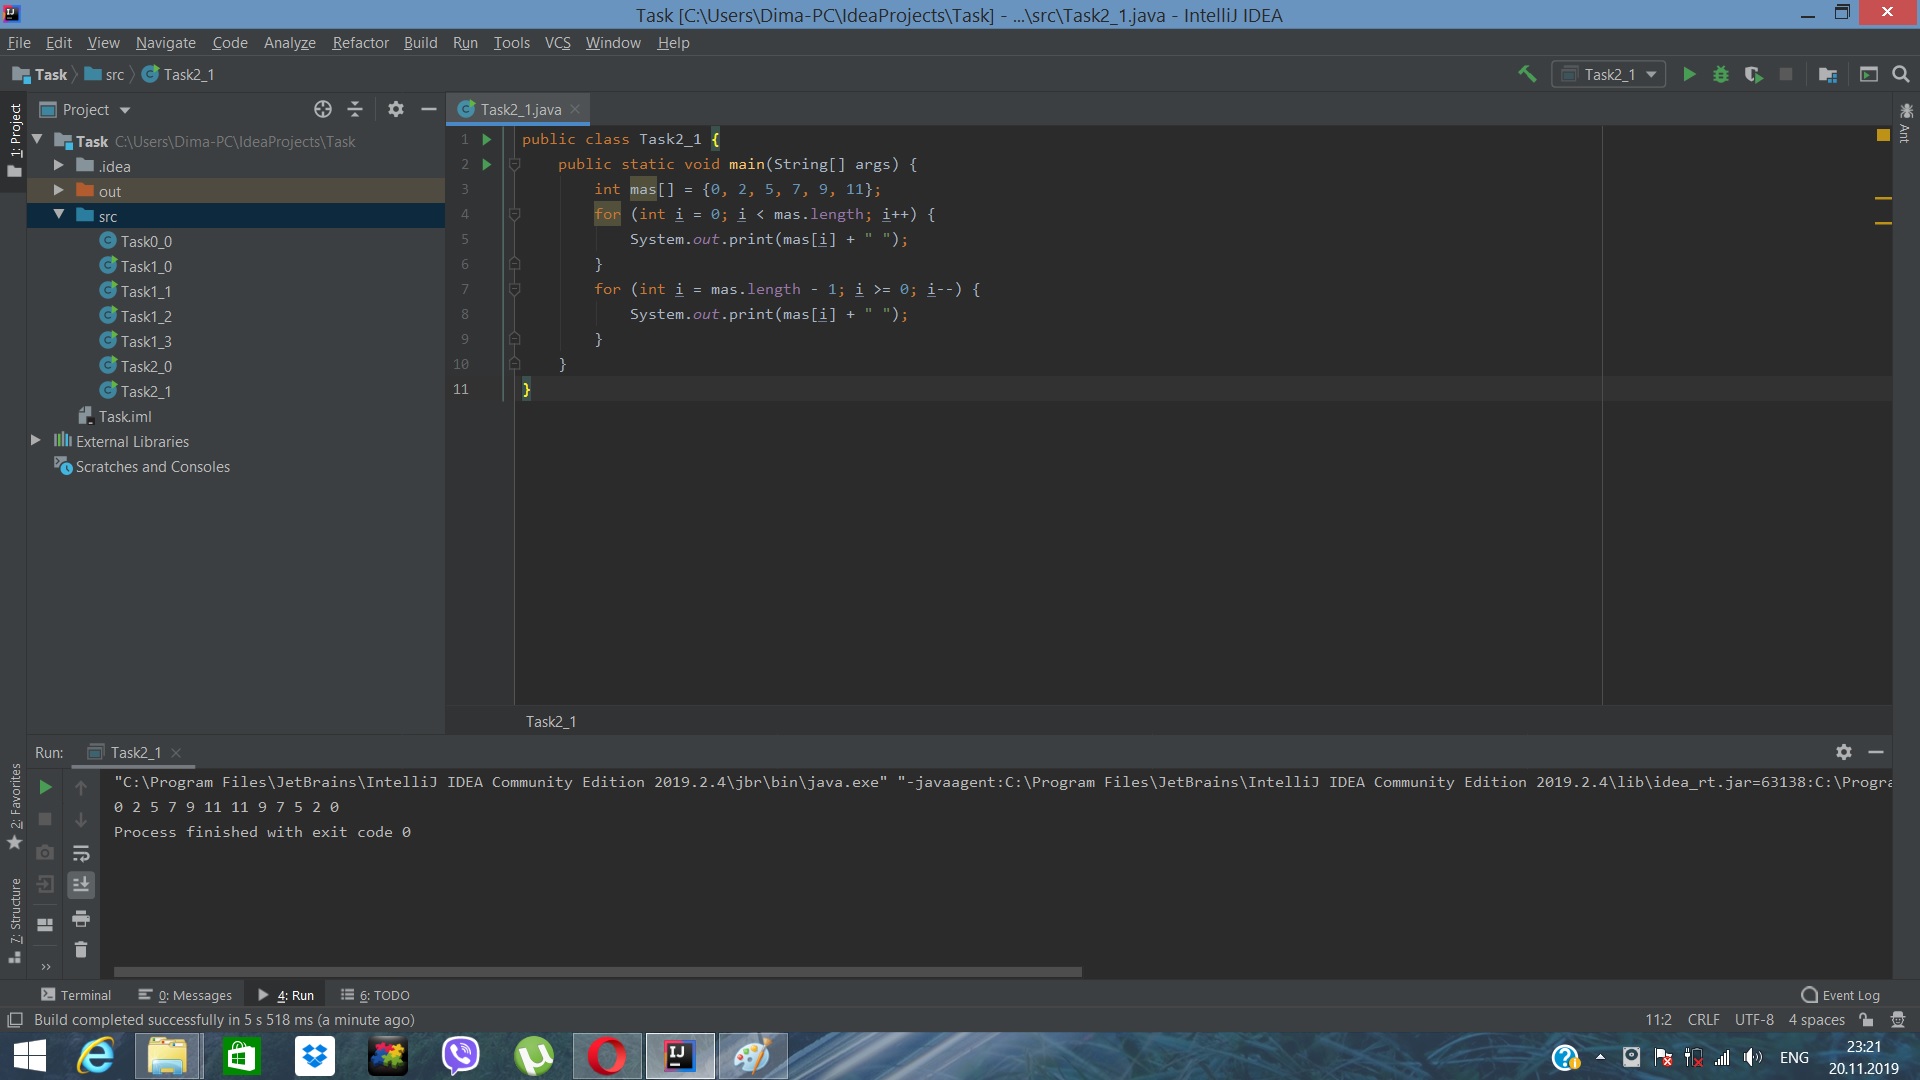 Task [C:\Users\Dima-PC\IdeaProjects\Task] - ...\src\Task2_1.java - IntelliJ IDEA
File Edit View Navigate Code Analyze Refactor Build Run Tools VCS Window Help
Task src Task2_1
Task2_1
1: Project
Project
Task C:\Users\Dima-PC\IdeaProjects\Task
.idea
out
src
Task0_0
Task1_0
Task1_1
Task1_2
Task1_3
Task2_0
Task2_1
Task.iml
External Libraries
Scratches and Consoles
Task2_1.java
1 public class Task2_1 {
2 public static void main(String[] args) {
3 int mas[] = {0, 2, 5, 7, 9, 11};
4 for (int i = 0; i < mas.length; i++) {
5 System.out.print(mas[i] + " ");
6 }
7 for (int i = mas.length - 1; i >= 0; i--) {
8 System.out.print(mas[i] + " ");
9 }
10 }
11 }
Task2_1
Ant
Run: Task2_1
"C:\Program Files\JetBrains\IntelliJ IDEA Community Edition 2019.2.4\jbr\bin\java.exe" "-javaagent:C:\Program Files\JetBrains\IntelliJ IDEA Community Edition 2019.2.4\lib\idea_rt.jar=63138:C:\Progra
0 2 5 7 9 11 11 9 7 5 2 0
Process finished with exit code 0
2: Favorites
7: Structure
Terminal 0: Messages 4: Run 6: TODO Event Log
Build completed successfully in 5 s 518 ms (a minute ago) 11:2 CRLF UTF-8 4 spaces
ENG
23:21
20.11.2019